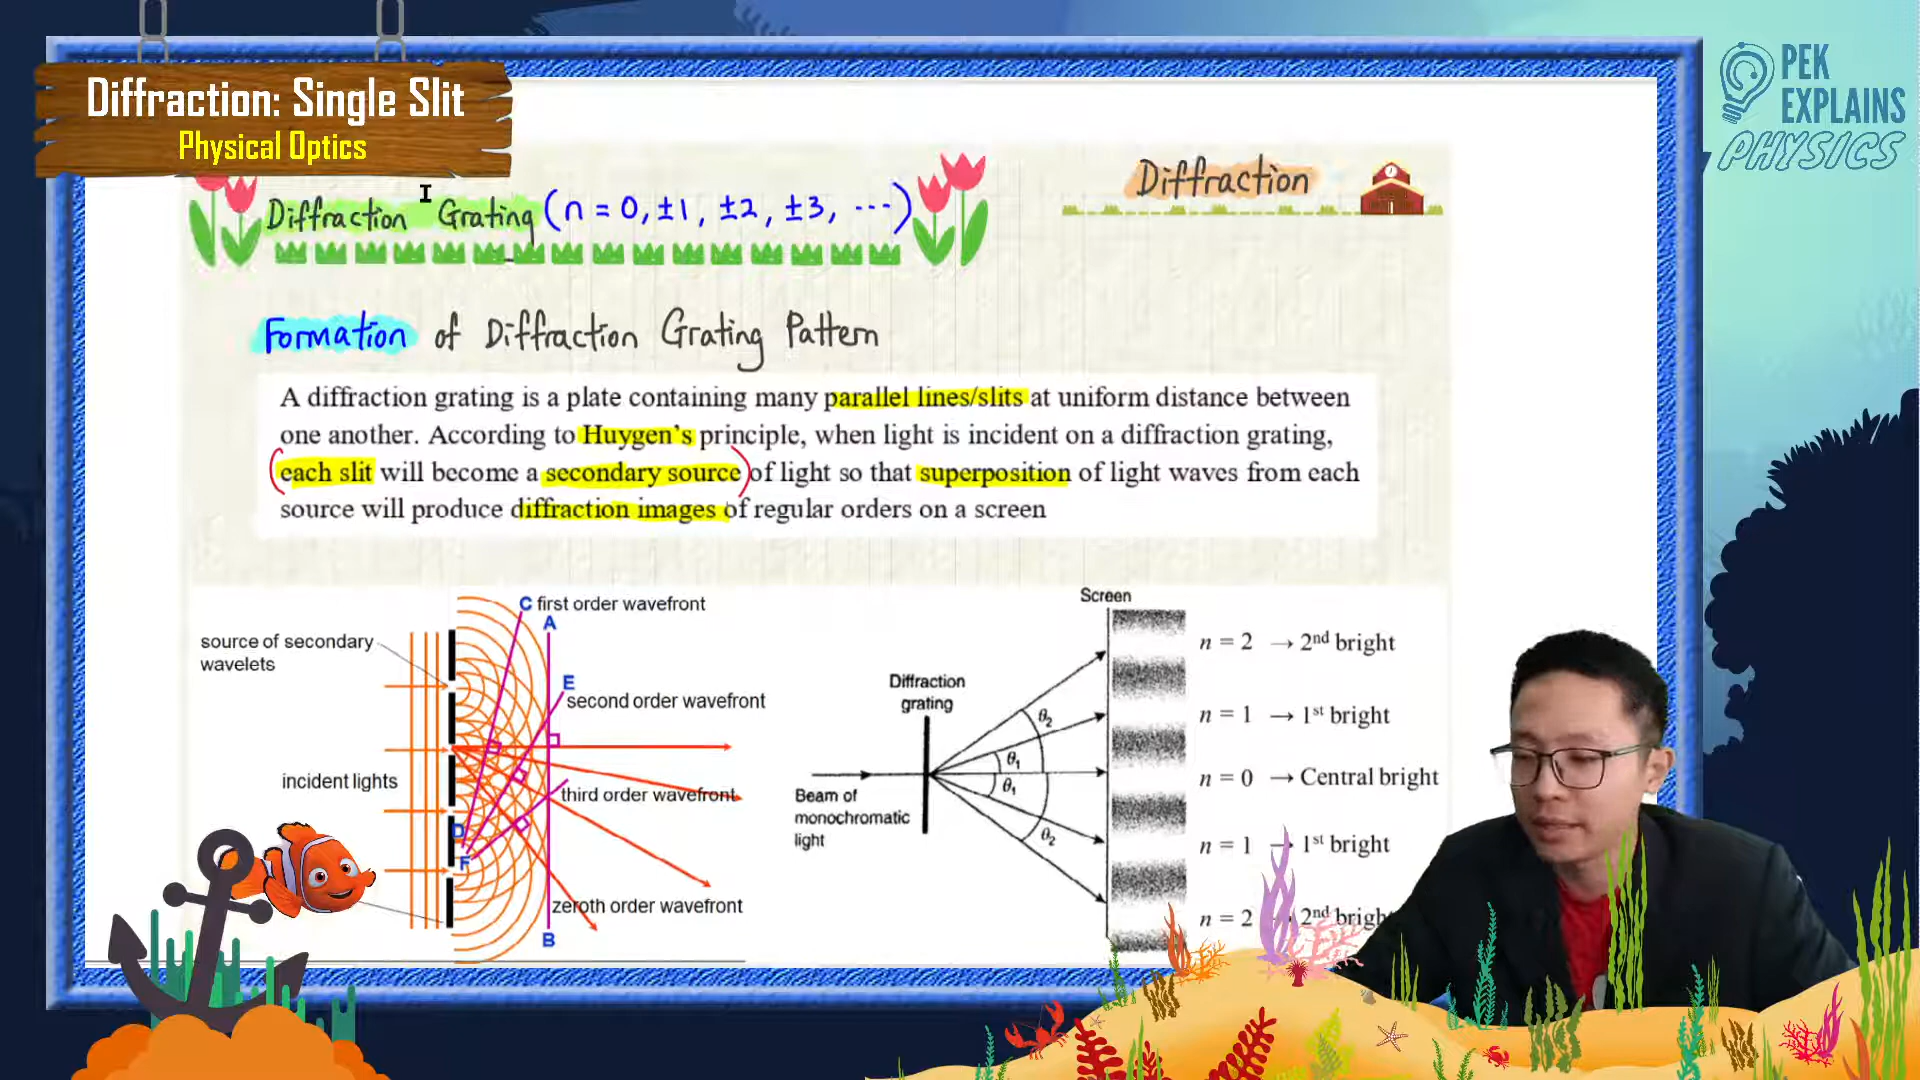 Diffraction: Single Slit
Physical Optics
PEK
EXPLAINS
PHYSICS
Diffraction
Diffraction Grating (n = 0, ±1, ±2, ±3, ...)
Formation of Diffraction Grating Pattern
A diffraction grating is a plate containing many parallel lines/slits at uniform distance between
one another. According to Huygen’s principle, when light is incident on a diffraction grating,
(each slit will become a secondary source) of light so that superposition of light waves from each
source will produce diffraction images of regular orders on a screen
C first order wavefront
A
source of secondary
wavelets
E
second order wavefront
incident lights
third order wavefront
D
F
zeroth order wavefront
B
Screen
Diffraction
grating
Beam of
monochromatic
light
θ2
θ1
θ1
θ2
n = 2 → 2nd bright
n = 1 → 1st bright
n = 0 → Central bright
n = 1 → 1st bright
n = 2 2nd brigh